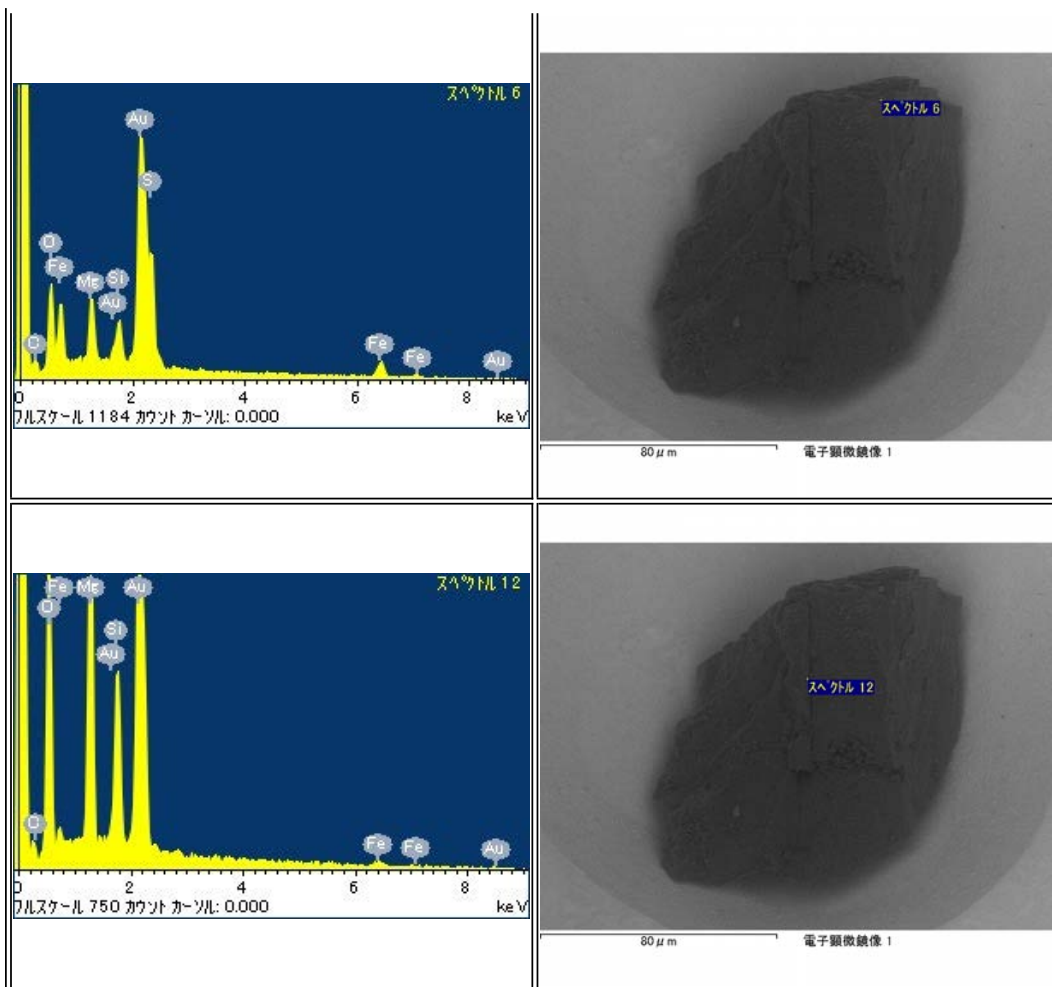 スペクトル 6
Au
S
O
Fe
Mg
Si
Au
C
Fe
Fe
Au
0 2 4 6 8
フルスケール 1184 カウント カーソル: 0.000 keV
スペクトル 6
80μm 電子顕微鏡像 1
スペクトル 12
Fe
Mg
Au
O
Si
Au
C
Fe
Fe
Au
0 2 4 6 8
フルスケール 750 カウント カーソル: 0.000 keV
スペクトル 12
80μm 電子顕微鏡像 1